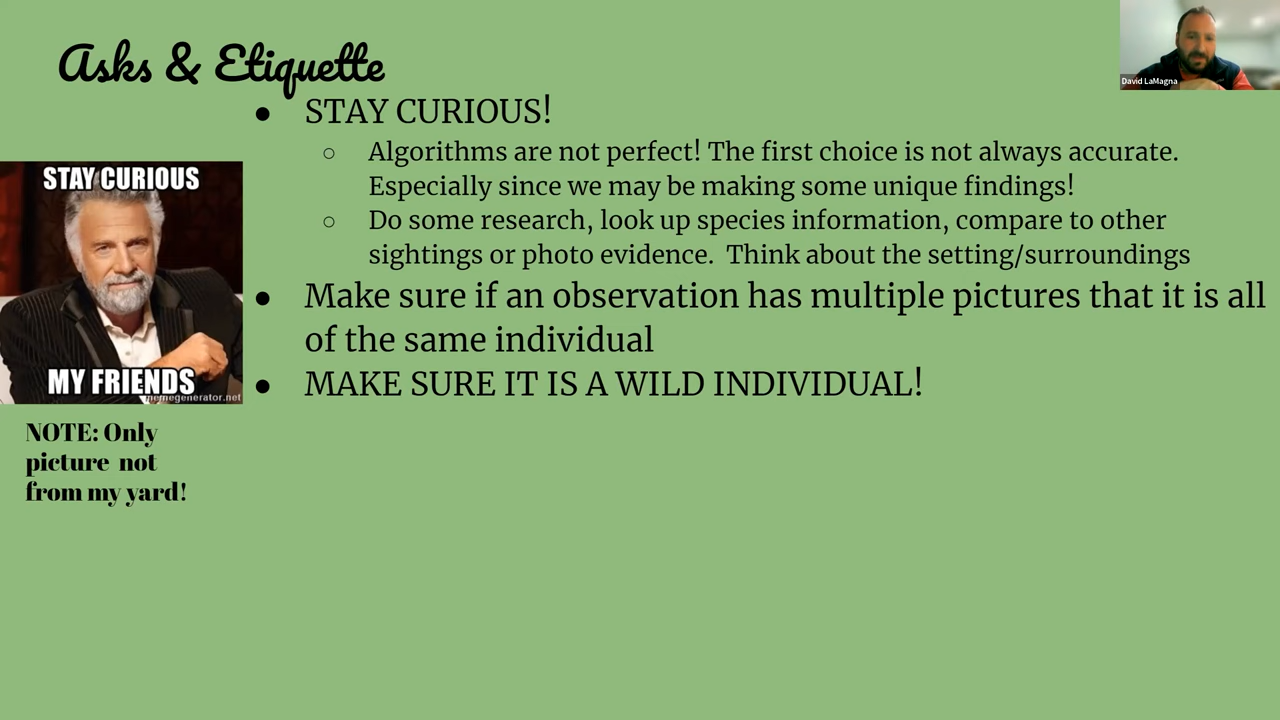 Asks & Etiquette
David LaMagna
● STAY CURIOUS!
○ Algorithms are not perfect! The first choice is not always accurate.
Especially since we may be making some unique findings!
○ Do some research, look up species information, compare to other
sightings or photo evidence.  Think about the setting/surroundings
● Make sure if an observation has multiple pictures that it is all
of the same individual
● MAKE SURE IT IS A WILD INDIVIDUAL!
STAY CURIOUS
MY FRIENDS
memegenerator.net
NOTE: Only
picture  not
from my yard!